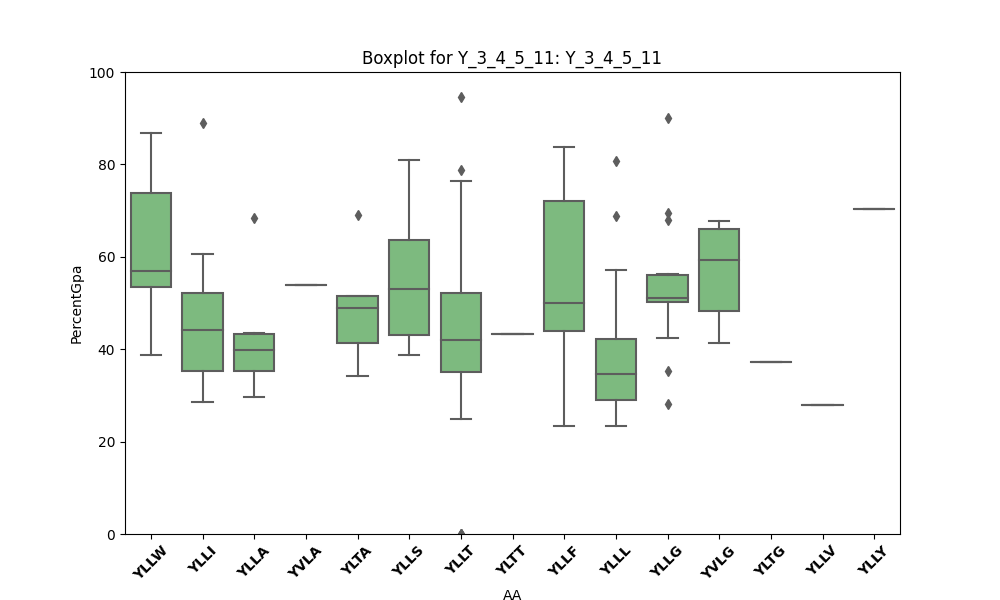 Boxplot for Y_3_4_5_11: Y_3_4_5_11
100
80
60
40
20
0
PercentGpa
YLLW YLLI YLLA YVLA YLTA YLLS YLLT YLTT YLLF YLLL YLLG YVLG YLTG YLLV YLLY
AA